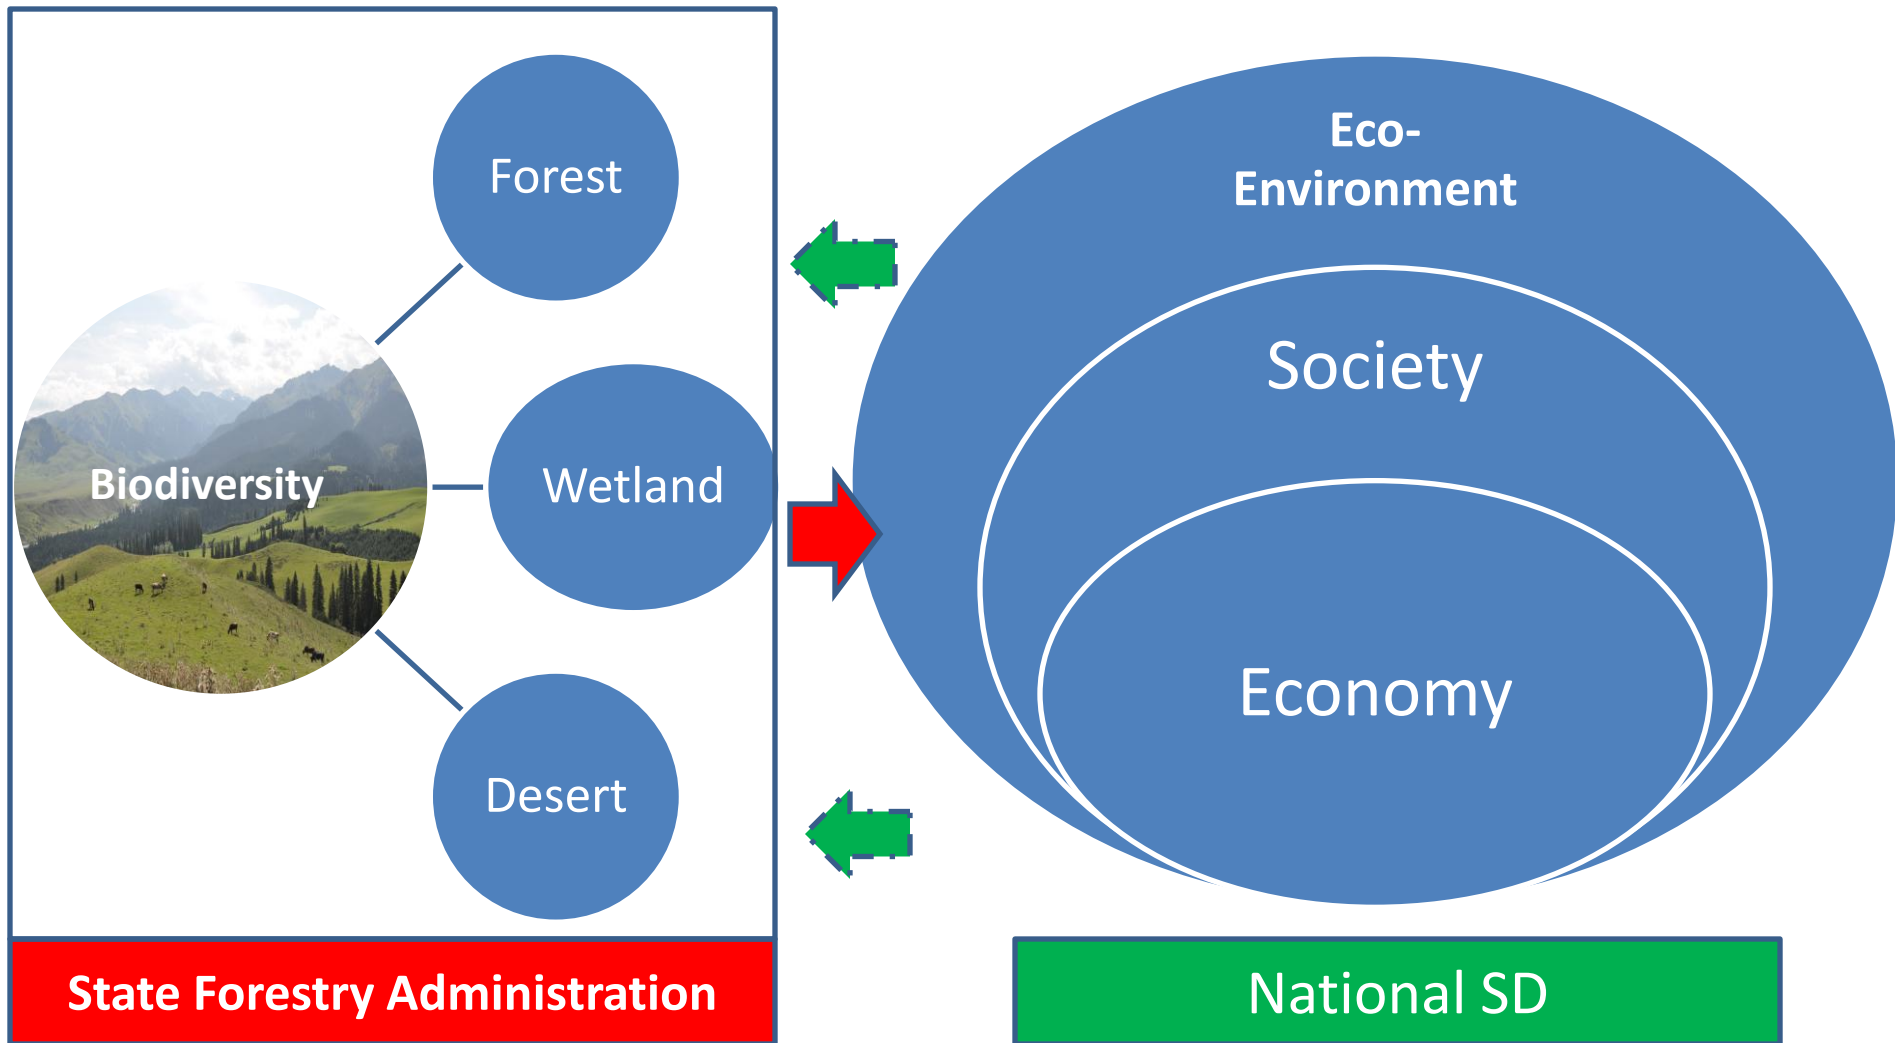 Forest
Biodiversity
Wetland
Desert
State Forestry Administration
Eco-
Environment
Society
Economy
National SD